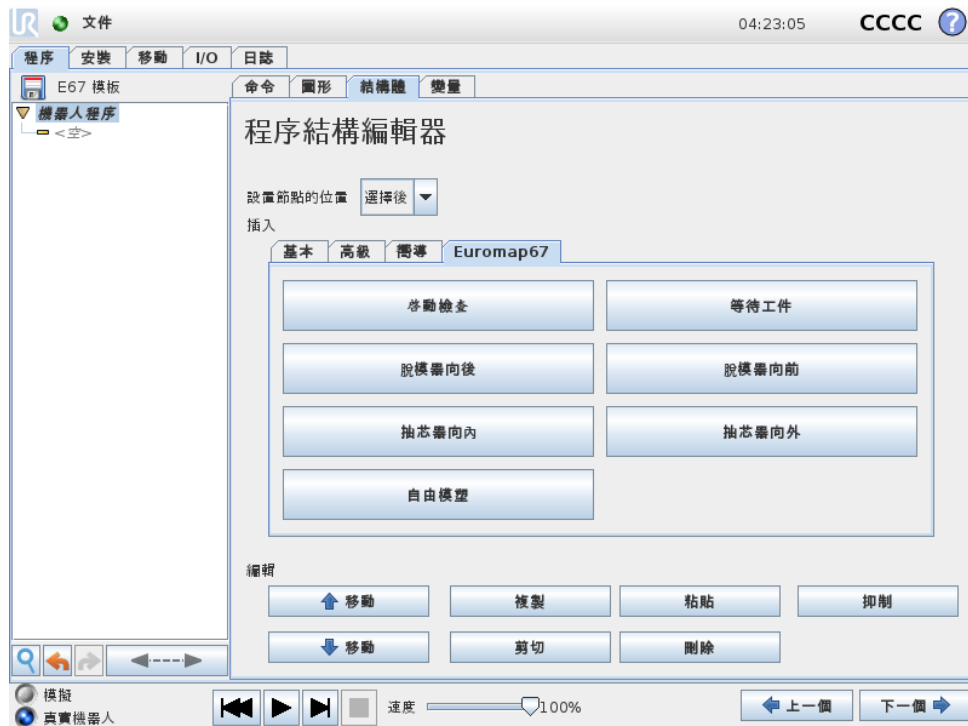 UR 文件 04:23:05 CCCC ?
程序 安裝 移動 I/O 日誌
E67 模板
命令 圖形 結構體 變量
機器人程序
<空>
程序結構編輯器
設置節點的位置 選擇後
插入
基本 高級 嚮導 Euromap67
啓動檢查 等待工件
脫模器向後 脫模器向前
抽芯器向內 抽芯器向外
自由模塑
編輯
移動 複製 粘貼 抑制
移動 剪切 刪除
模擬
真實機器人
速度 100%
上一個 下一個